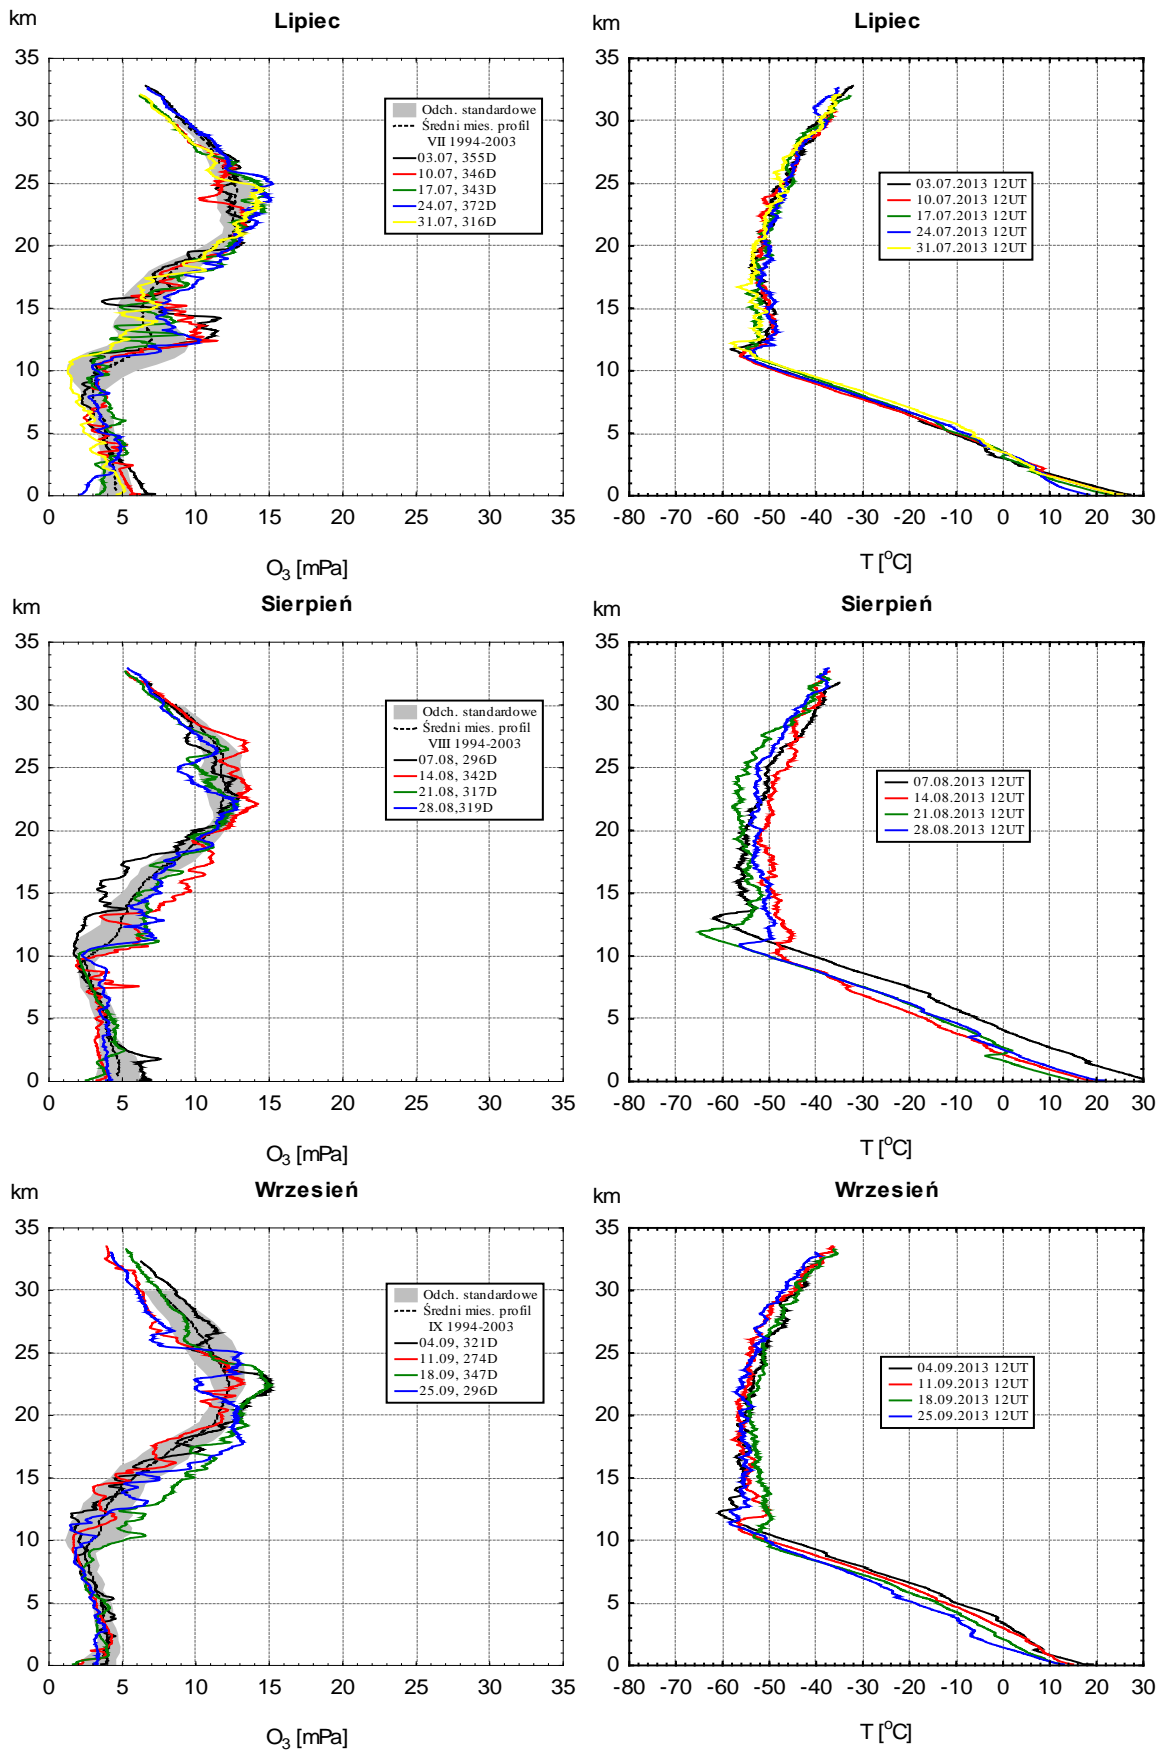 km
Lipiec
35
30
25
20
15
10
5
0
0 5 10 15 20 25 30 35
O3 [mPa]
Odch. standardowe
Średni mies. profil
VII 1994-2003
03.07, 355D
10.07, 346D
17.07, 343D
24.07, 372D
31.07, 316D
km
Lipiec
35
30
25
20
15
10
5
0
-80 -70 -60 -50 -40 -30 -20 -10 0 10 20 30
T [oC]
03.07.2013 12UT
10.07.2013 12UT
17.07.2013 12UT
24.07.2013 12UT
31.07.2013 12UT
km
Sierpień
35
30
25
20
15
10
5
0
0 5 10 15 20 25 30 35
O3 [mPa]
Odch. standardowe
Średni mies. profil
VIII 1994-2003
07.08, 296D
14.08, 342D
21.08, 317D
28.08,319D
km
Sierpień
35
30
25
20
15
10
5
0
-80 -70 -60 -50 -40 -30 -20 -10 0 10 20 30
T [oC]
07.08.2013 12UT
14.08.2013 12UT
21.08.2013 12UT
28.08.2013 12UT
km
Wrzesień
35
30
25
20
15
10
5
0
0 5 10 15 20 25 30 35
O3 [mPa]
Odch. standardowe
Średni mies. profil
IX 1994-2003
04.09, 321D
11.09, 274D
18.09, 347D
25.09, 296D
km
Wrzesień
35
30
25
20
15
10
5
0
-80 -70 -60 -50 -40 -30 -20 -10 0 10 20 30
T [oC]
04.09.2013 12UT
11.09.2013 12UT
18.09.2013 12UT
25.09.2013 12UT